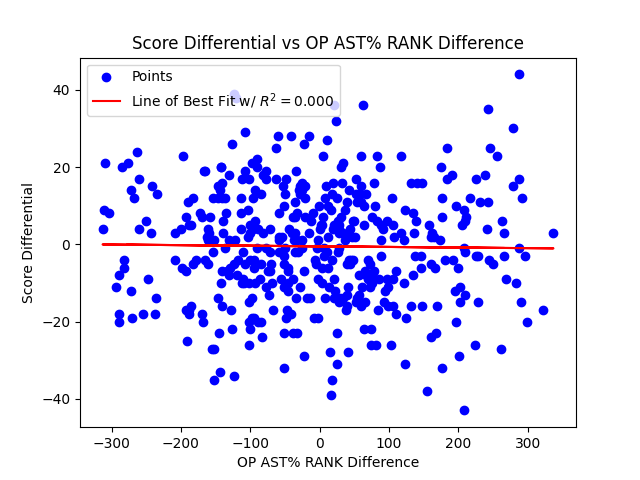 Score Differential vs OP AST% RANK Difference
Points
Line of Best Fit w/ R² = 0.000
Score Differential
40
20
0
−20
−40
−300 −200 −100 0 100 200 300
OP AST% RANK Difference